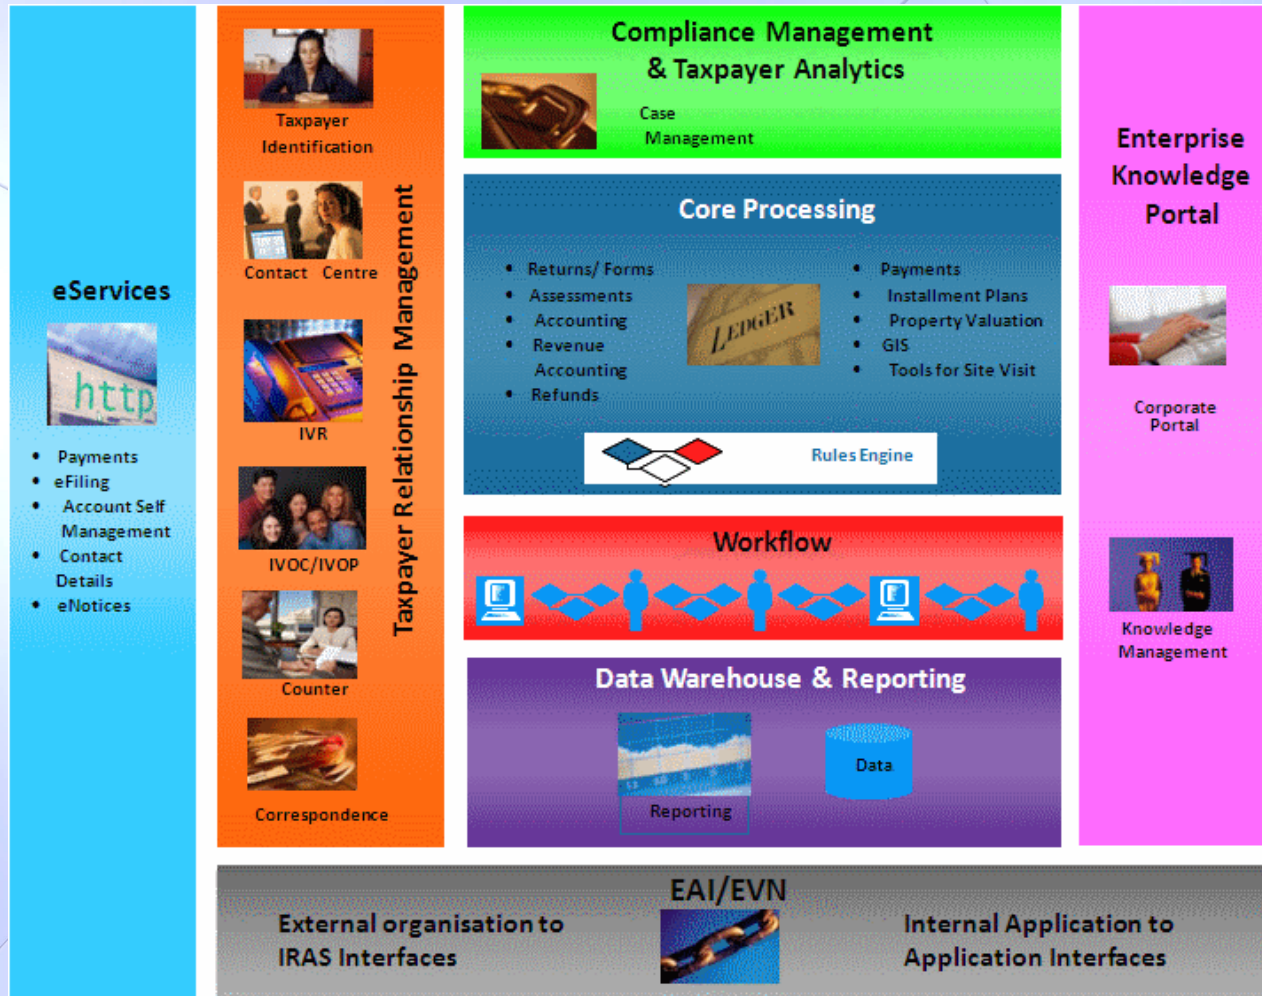 eServices
http
• Payments
• eFiling
• Account Self
Management
• Contact
Details
• eNotices
Taxpayer
Identification
Contact Centre
IVR
IVOC/IVOP
Counter
Correspondence
Taxpayer Relationship Management
Compliance Management
& Taxpayer Analytics
Case
Management
Core Processing
• Returns/ Forms
• Assessments
• Accounting
• Revenue
Accounting
• Refunds
LEDGER
• Payments
• Installment Plans
• Property Valuation
• GIS
• Tools for Site Visit
Rules Engine
Workflow
Data Warehouse & Reporting
Reporting
Data
Enterprise
Knowledge
Portal
Corporate
Portal
Knowledge
Management
EAI/EVN
External organisation to
IRAS Interfaces
Internal Application to
Application Interfaces